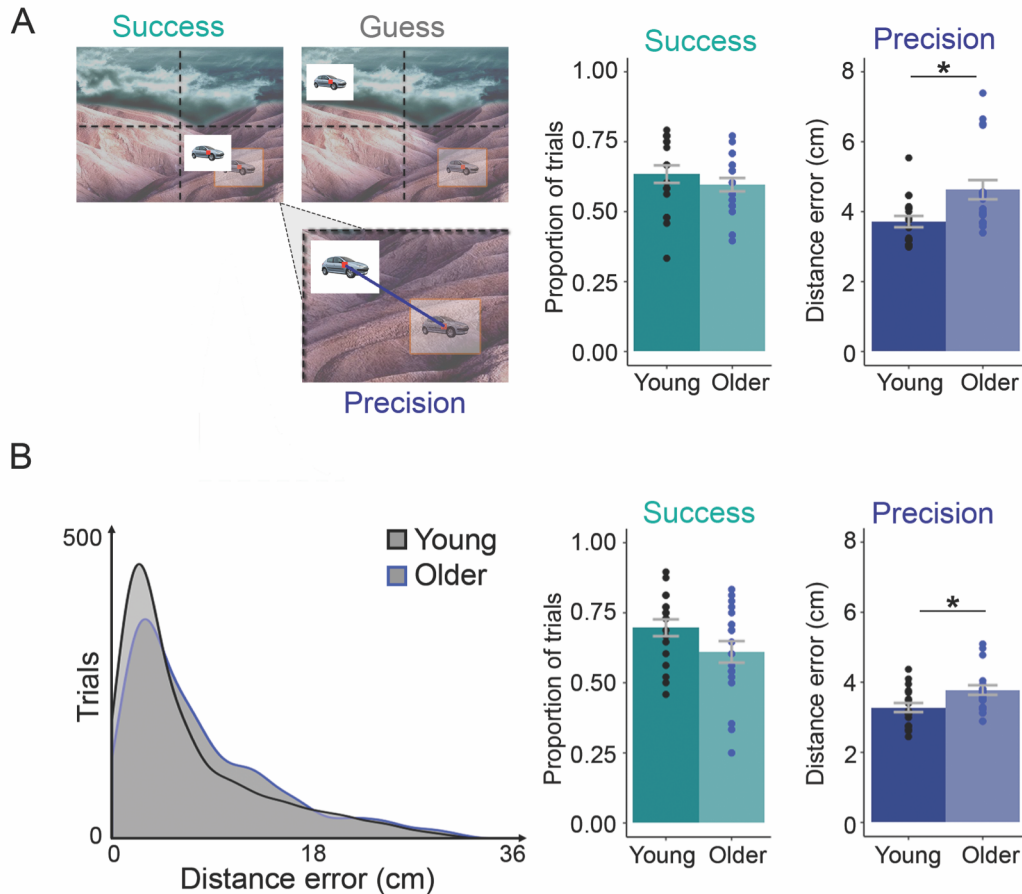 A
Success
Guess
Precision
Success
Proportion of trials
1.00
0.75
0.50
0.25
0.00
Young Older
Precision
*
Distance error (cm)
8
6
4
2
0
Young Older
B
500
Trials
0
0 18 36
Distance error (cm)
Young
Older
Success
Proportion of trials
1.00
0.75
0.50
0.25
0.00
Young Older
Precision
*
Distance error (cm)
8
6
4
2
0
Young Older